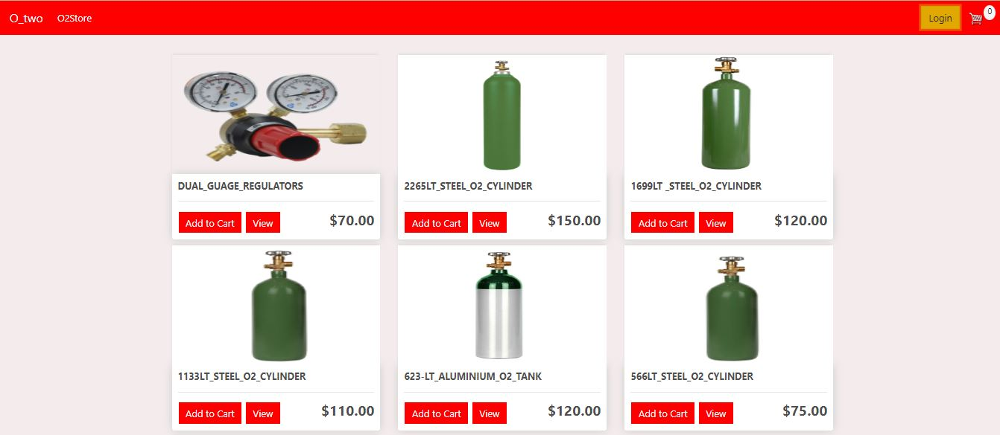 O_two O2Store Login 0
DUAL_GUAGE_REGULATORS
Add to Cart View $70.00
2265LT_STEEL_O2_CYLINDER
Add to Cart View $150.00
1699LT _STEEL_O2_CYLINDER
Add to Cart View $120.00
1133LT_STEEL_O2_CYLINDER
Add to Cart View $110.00
623-LT_ALUMINIUM_O2_TANK
Add to Cart View $120.00
566LT_STEEL_O2_CYLINDER
Add to Cart View $75.00